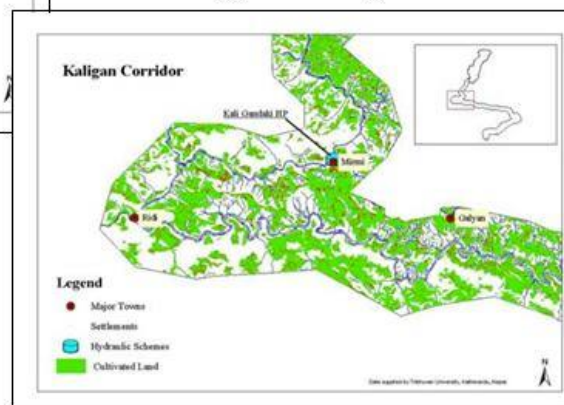 Kaligan Corridor
Kali Gandaki HP
Mirmi
Ridi
Galyan
Legend
Major Towns
Settlements
Hydraulic Schemes
Cultivated Land
N
Data supplied by Tribhuvan University, Kathmandu, Nepal
N